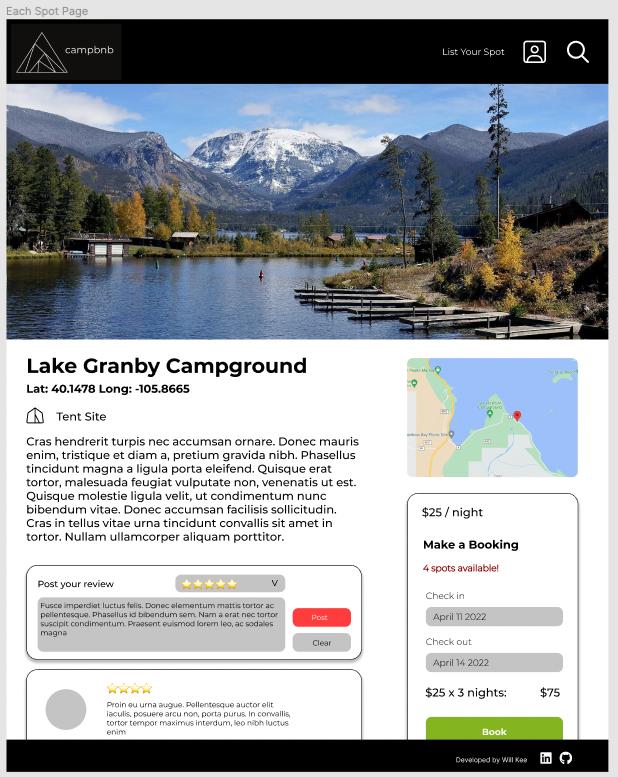 Each Spot Page
campbnb
List Your Spot
Lake Granby Campground
Lat: 40.1478 Long: -105.8665
Tent Site
Cras hendrerit turpis nec accumsan ornare. Donec mauris
enim, tristique et diam a, pretium gravida nibh. Phasellus
tincidunt magna a ligula porta eleifend. Quisque erat
tortor, malesuada feugiat vulputate non, venenatis ut est.
Quisque molestie ligula velit, ut condimentum nunc
bibendum vitae. Donec accumsan facilisis sollicitudin.
Cras in tellus vitae urna tincidunt convallis sit amet in
tortor. Nullam ullamcorper aliquam porttitor.
Post your review
V
Fusce imperdiet luctus felis. Donec elementum mattis tortor ac
pellentesque. Phasellus id bibendum sem. Nam a erat nec tortor
suscipit condimentum. Praesent euismod lorem leo, ac sodales
magna
Post
Clear
Proin eu urna augue. Pellentesque auctor elit
iaculis, posuere arcu non, porta purus. In convallis,
tortor tempor maximus interdum, leo nibh luctus
enim
$25 / night
Make a Booking
4 spots available!
Check in
April 11 2022
Check out
April 14 2022
$25 x 3 nights: $75
Book
Developed by Will Kee
in